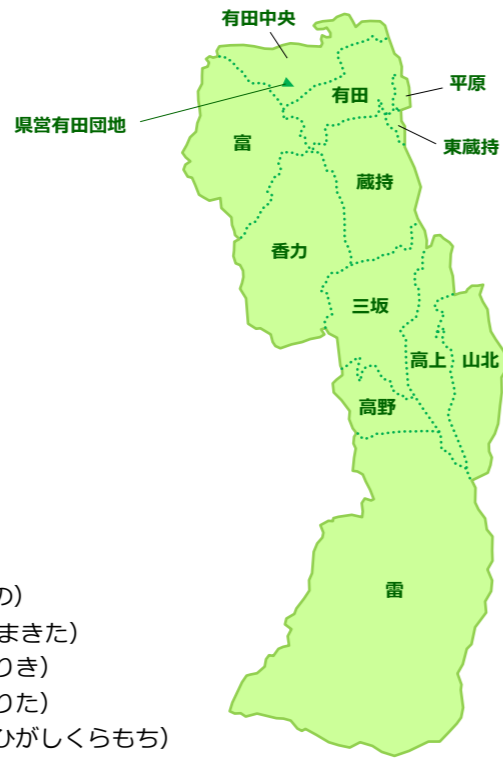 有田中央
平原
県営有田団地
有田
富
東蔵持
蔵持
香力
三坂
高上
山北
高野
雷
の）
まきた）
りき）
りた）
ひがしくらもち）